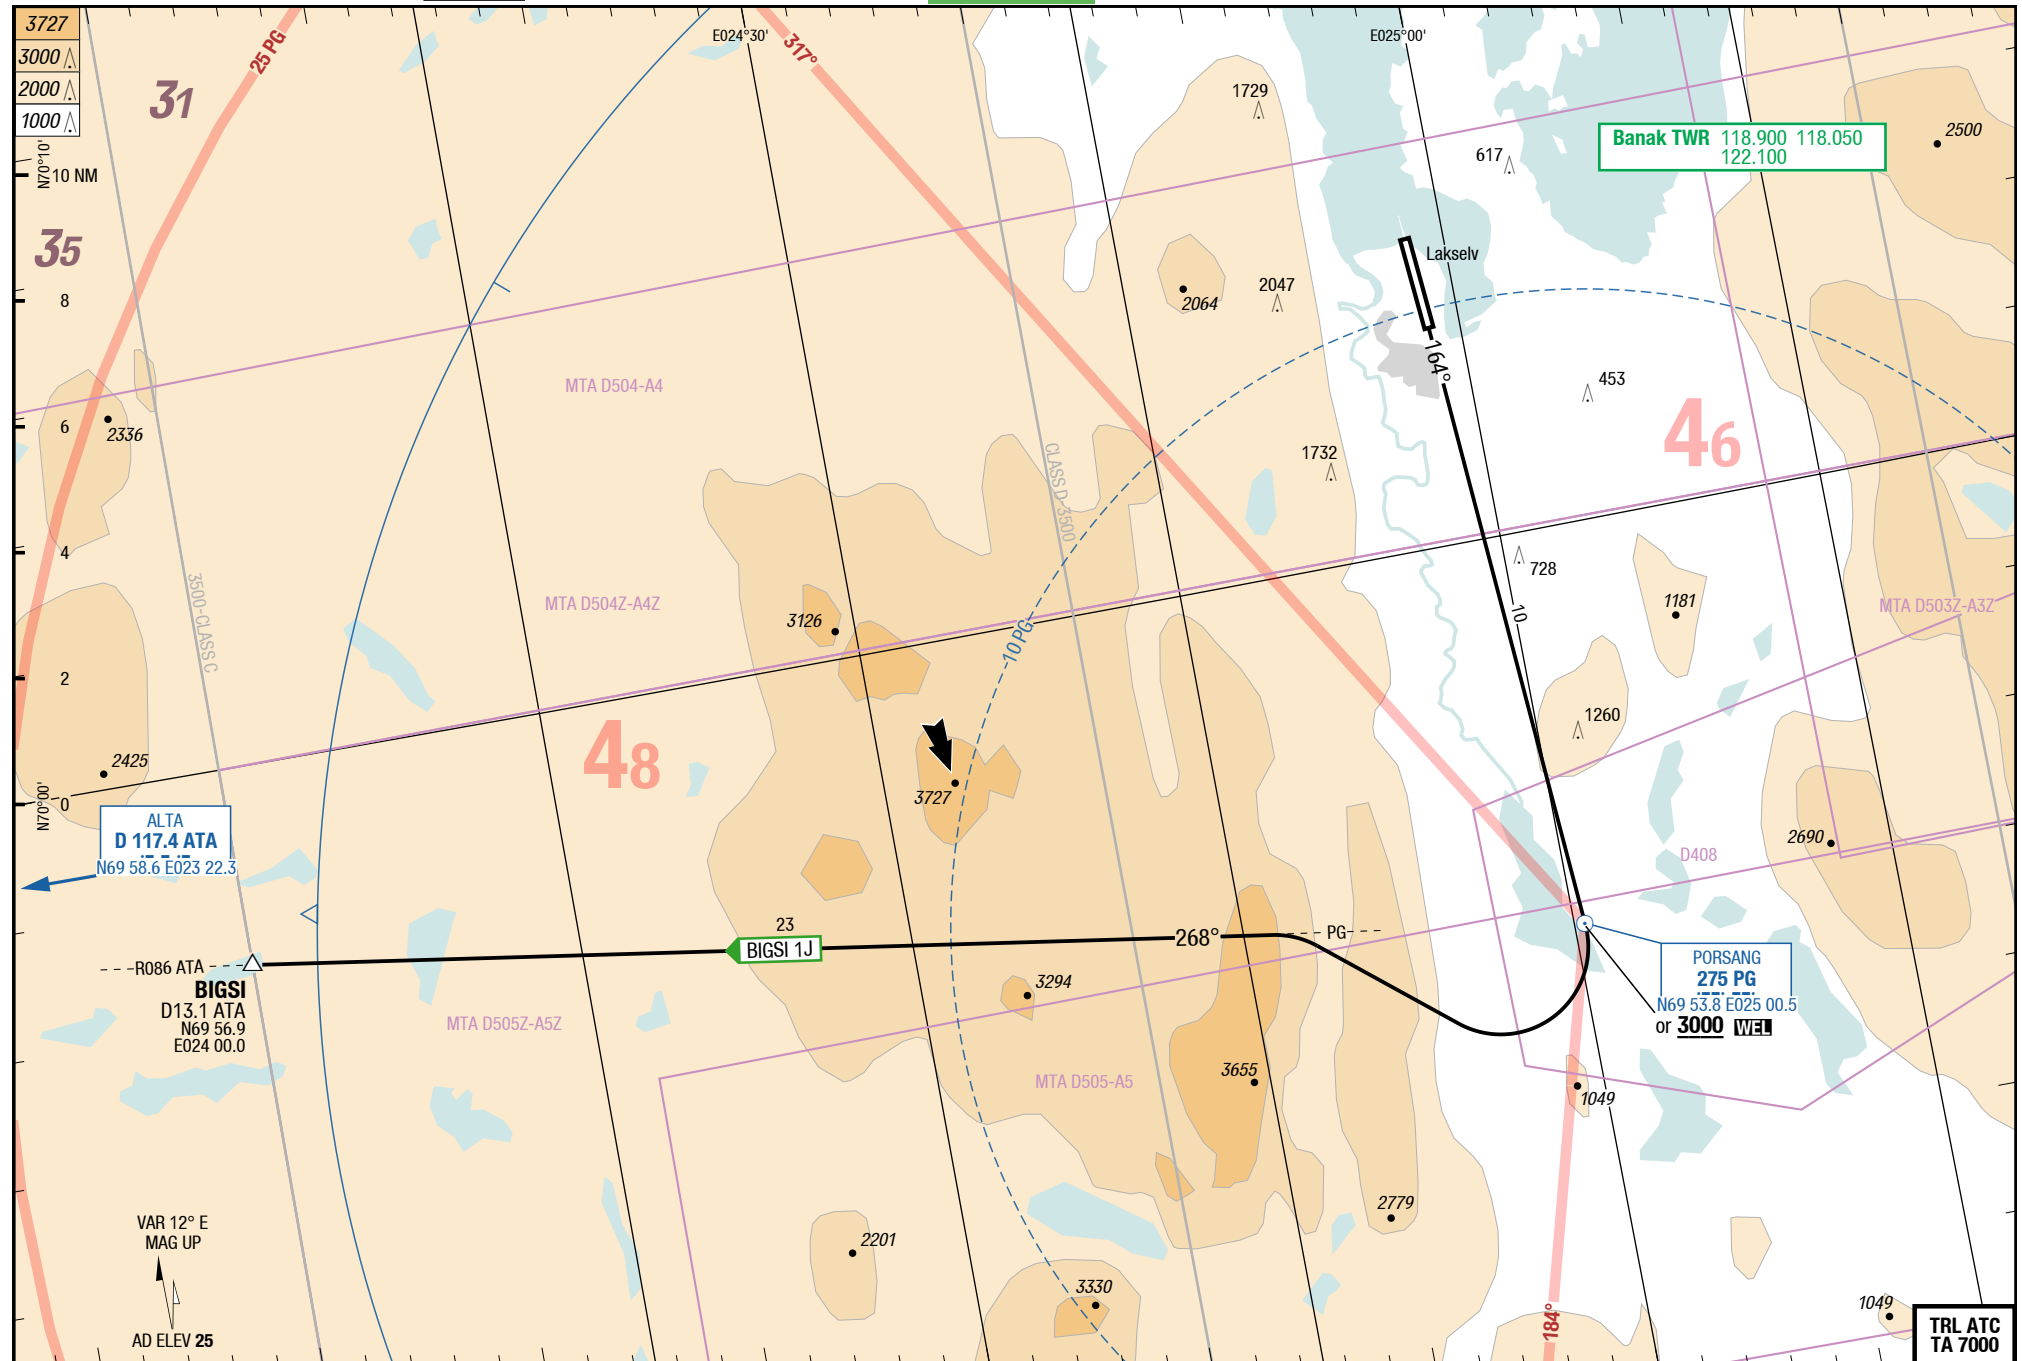 3727
3000
2000
1000
31
35
25 PG
E024°30'
317°
E025°00'
1729
617
Banak TWR 118.900 118.050
122.100
2500
N70°10'
10 NM
8
6
4
2
0
N70°00'
Lakselv
2064
2047
164°
453
46
MTA D504-A4
2336
1732
CLASS D-3500
3500-CLASS C
MTA D504Z-A4Z
3126
10 PG
728
10
1181
MTA D503Z-A3Z
48
1260
2425
3727
ALTA
D 117.4 ATA
N69 58.6 E023 22.3
2690
D408
23
BIGSI 1J
268°
PG
R086 ATA
BIGSI
D13.1 ATA
N69 56.9
E024 00.0
3294
PORSANG
275 PG
N69 53.8 E025 00.5
or 3000 WEL
MTA D505Z-A5Z
MTA D505-A5
3655
1049
2779
VAR 12° E
MAG UP
2201
3330
184°
1049
AD ELEV 25
TRL ATC
TA 7000